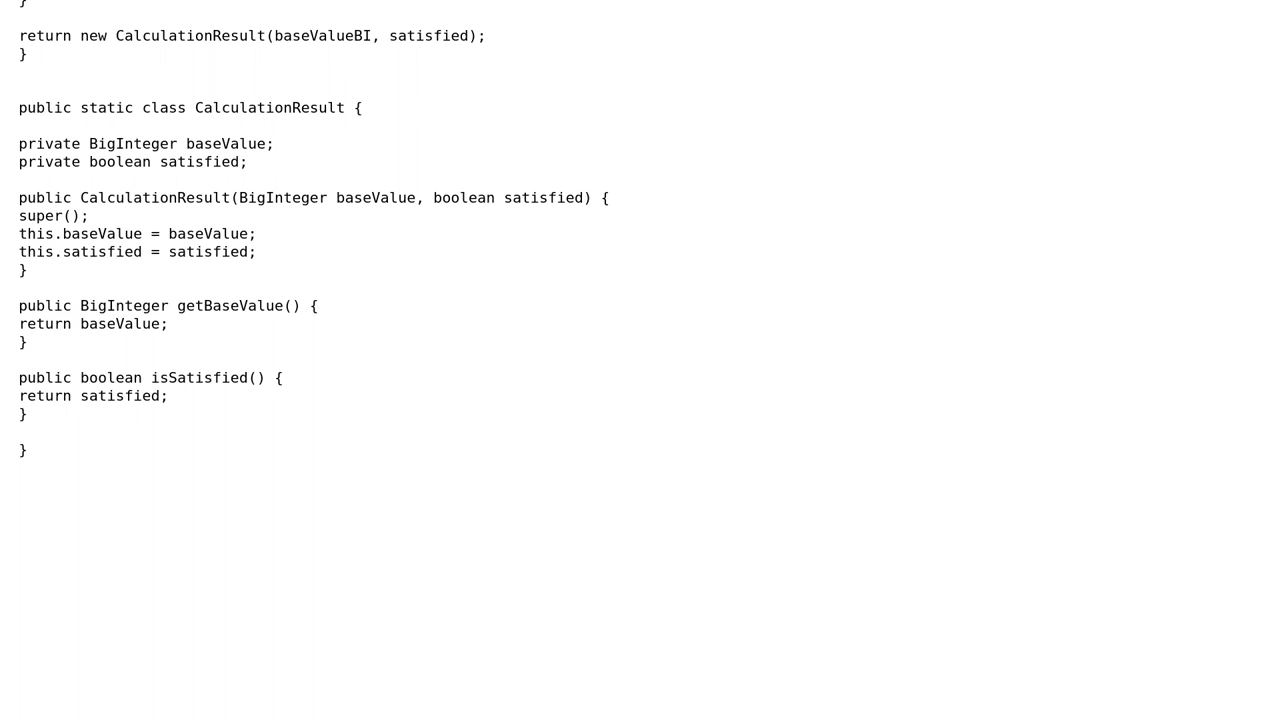 }
return new CalculationResult(baseValueBI, satisfied);
}
public static class CalculationResult {
private BigInteger baseValue;
private boolean satisfied;
public CalculationResult(BigInteger baseValue, boolean satisfied) {
super();
this.baseValue = baseValue;
this.satisfied = satisfied;
}
public BigInteger getBaseValue() {
return baseValue;
}
public boolean isSatisfied() {
return satisfied;
}
}